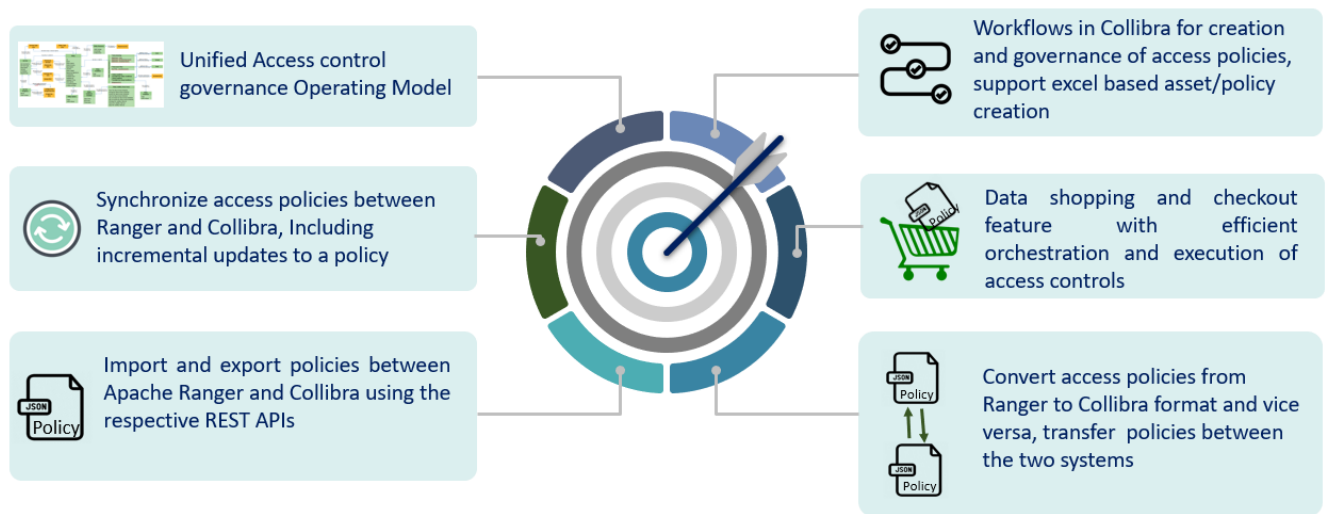 Unified Access control
governance Operating Model
Synchronize access policies between
Ranger and Collibra, Including
incremental updates to a policy
JSON
Policy
Import and export policies between
Apache Ranger and Collibra using the
respective REST APIs
Workflows in Collibra for creation
and governance of access policies,
support excel based asset/policy
creation
JSON
Policy
Data shopping and checkout
feature with efficient
orchestration and execution of
access controls
JSON
Policy
JSON
Policy
Convert access policies from
Ranger to Collibra format and vice
versa, transfer policies between
the two systems